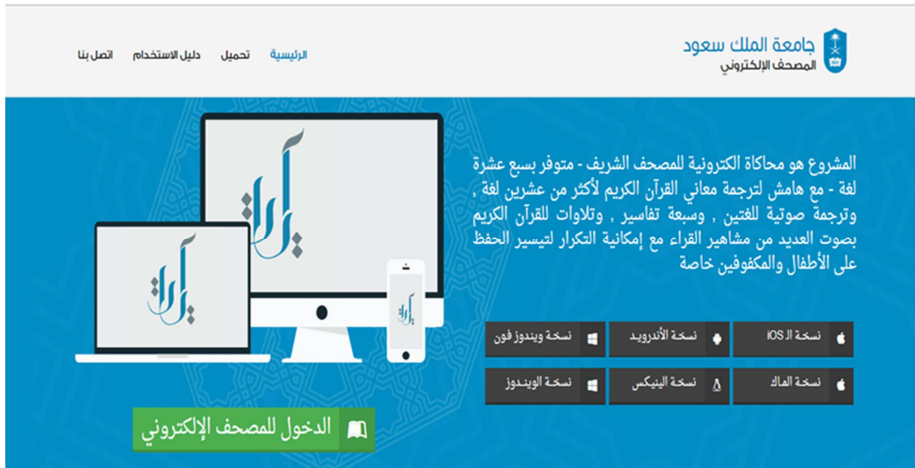 جامعة الملك سعود
المصحف الإلكتروني
الرئيسية
تحميل
دليل الاستخدام
اتصل بنا
المشروع هو محاكاة الكترونية للمصحف الشريف - متوفر بسبع عشرة
لغة - مع هامش لترجمة معاني القرآن الكريم لأكثر من عشرين لغة ,
وترجمة صوتية للغتين , وسبعة تفاسير , وتلاوات للقرآن الكريم
بصوت العديد من مشاهير القراء مع إمكانية التكرار لتيسير الحفظ
على الأطفال والمكفوفين خاصة
نسخة الـ iOS
نسخة الأندرويد
نسخة ويندوز فون
نسخة الماك
نسخة الينيكس
نسخة الويندوز
آيات
آيات
آيات
الدخول للمصحف الإلكتروني